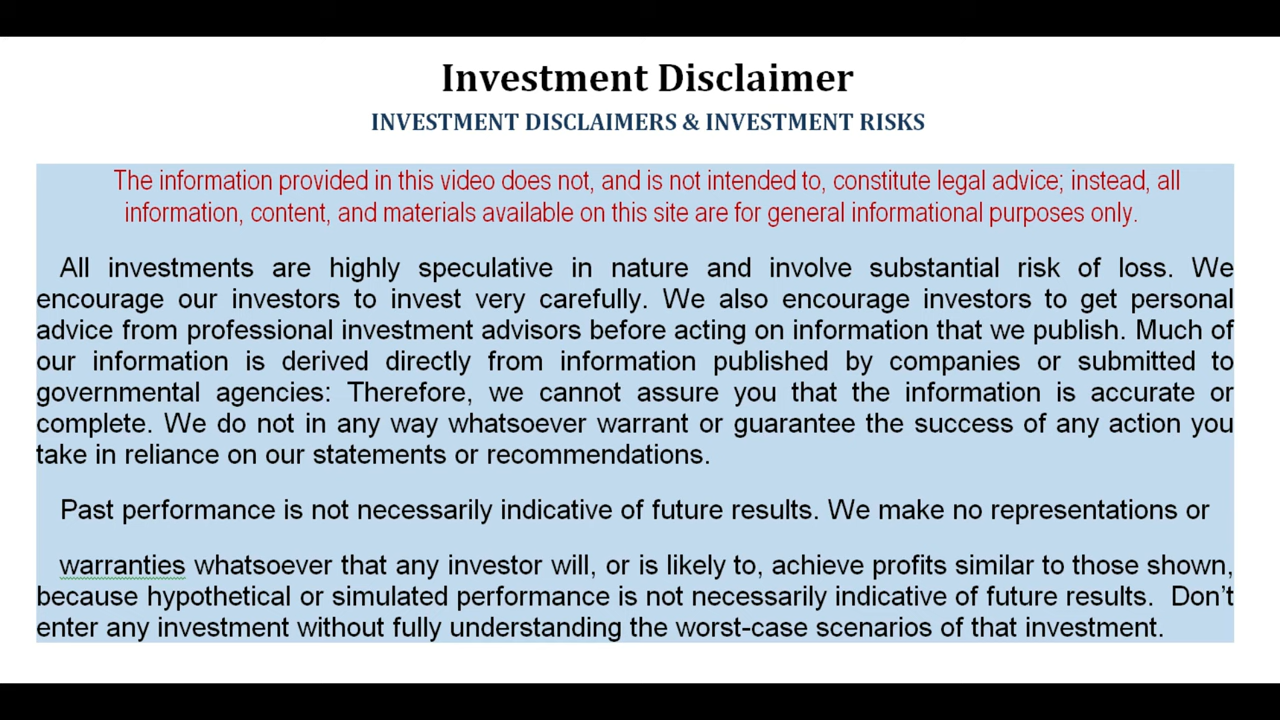 Investment Disclaimer
INVESTMENT DISCLAIMERS & INVESTMENT RISKS
The information provided in this video does not, and is not intended to, constitute legal advice; instead, all
information, content, and materials available on this site are for general informational purposes only.
All investments are highly speculative in nature and involve substantial risk of loss. We
encourage our investors to invest very carefully. We also encourage investors to get personal
advice from professional investment advisors before acting on information that we publish. Much of
our information is derived directly from information published by companies or submitted to
governmental agencies: Therefore, we cannot assure you that the information is accurate or
complete. We do not in any way whatsoever warrant or guarantee the success of any action you
take in reliance on our statements or recommendations.
Past performance is not necessarily indicative of future results. We make no representations or
warranties whatsoever that any investor will, or is likely to, achieve profits similar to those shown,
because hypothetical or simulated performance is not necessarily indicative of future results.  Don’t
enter any investment without fully understanding the worst-case scenarios of that investment.